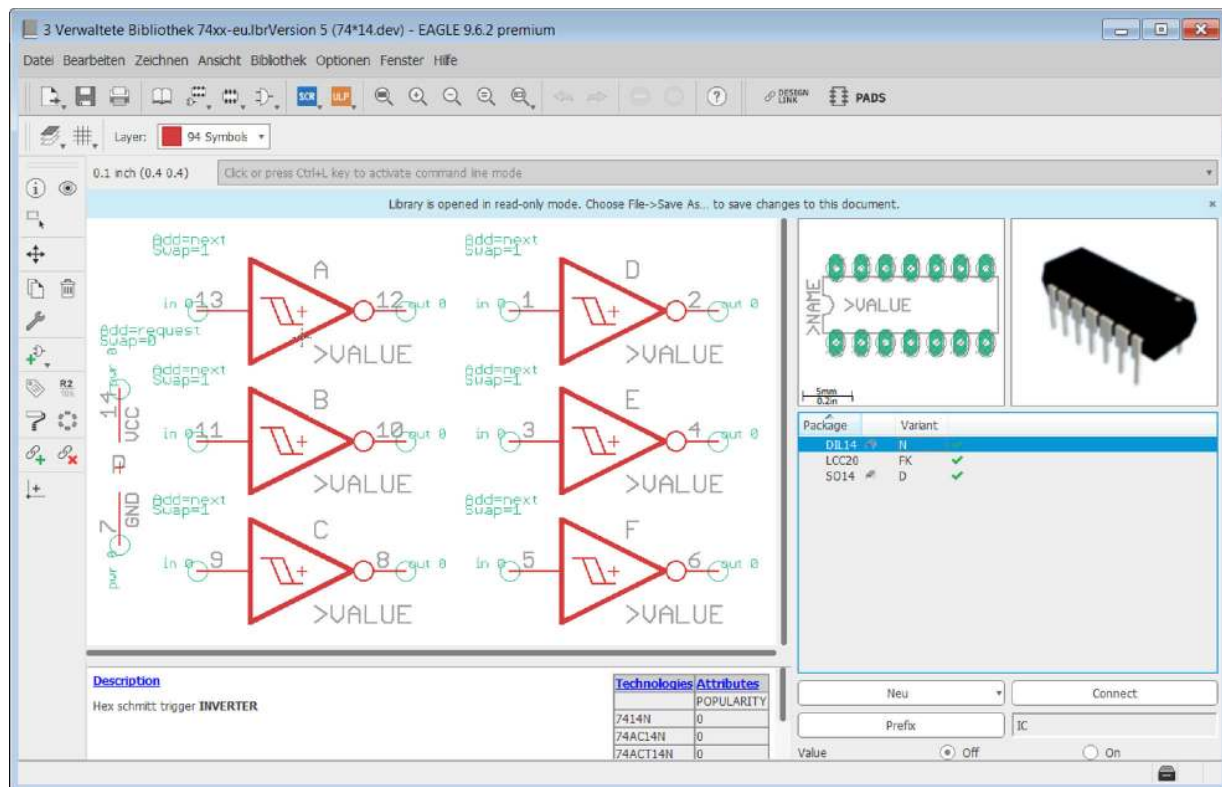 3 Verwaltete Bibliothek 74xx-eu.lbrVersion 5 (74*14.dev) - EAGLE 9.6.2 premium
Datei Bearbeiten Zeichnen Ansicht Bibliothek Optionen Fenster Hilfe
SCR ULP ? DESIGN LINK PADS
Layer: 94 Symbols
0.1 inch (0.4 0.4) Click or press Ctrl+L key to activate command line mode
Library is opened in read-only mode. Choose File->Save As... to save changes to this document.
Add=next
Swap=1
A
in 0 13 12 out 0
>VALUE
Add=next
Swap=1
D
in 0 1 2 out 0
>VALUE
Add=request
Swap=0
pwr 0
14
VCC
P
GND
7
pwr 0
Add=next
Swap=1
B
in 0 11 10 out 0
>VALUE
Add=next
Swap=1
E
in 0 3 4 out 0
>VALUE
Add=next
Swap=1
C
in 0 9 8 out 0
>VALUE
Add=next
Swap=1
F
in 0 5 6 out 0
>VALUE
R2
>NAME
>VALUE
5mm
0.2in
Package Variant
DIL14 N
LCC20 FK
SO14 D
Description
Hex schmitt trigger INVERTER
Technologies Attributes
POPULARITY
7414N 0
74AC14N 0
74ACT14N 0
Neu Connect
Prefix IC
Value Off On